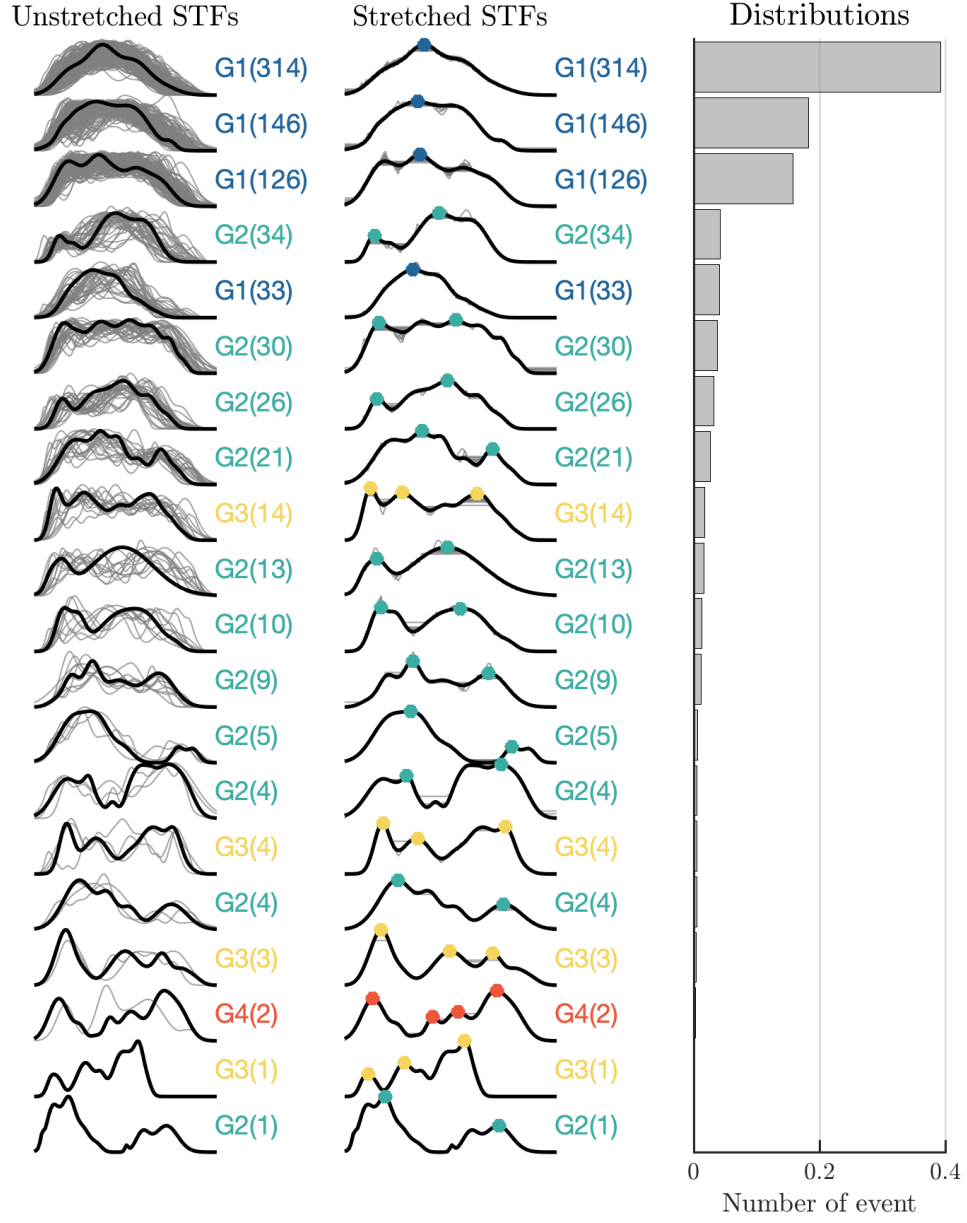 Unstretched STFs Stretched STFs Distributions
G1(314) G1(314)
G1(146) G1(146)
G1(126) G1(126)
G2(34) G2(34)
G1(33) G1(33)
G2(30) G2(30)
G2(26) G2(26)
G2(21) G2(21)
G3(14) G3(14)
G2(13) G2(13)
G2(10) G2(10)
G2(9) G2(9)
G2(5) G2(5)
G2(4) G2(4)
G3(4) G3(4)
G2(4) G2(4)
G3(3) G3(3)
G4(2) G4(2)
G3(1) G3(1)
G2(1) G2(1)
0 0.2 0.4
Number of event